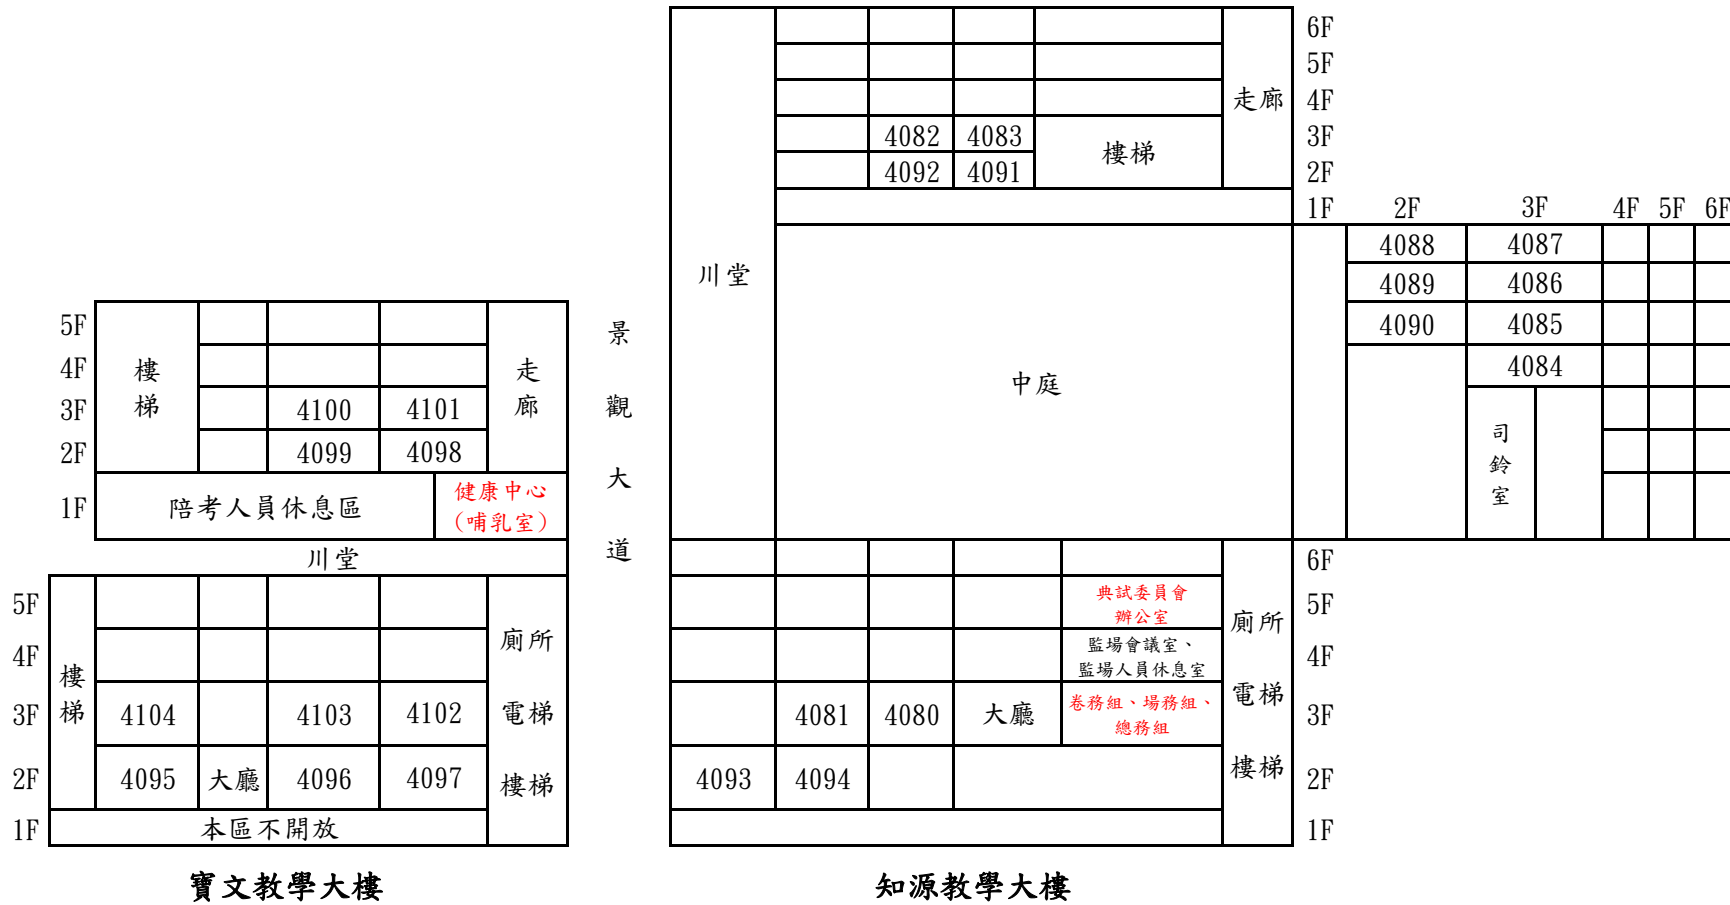 6F
5F
走廊 4F
4082 4083 樓梯 3F
4092 4091 2F
1F 2F 3F 4F 5F 6F
川堂
4088 4087
4089 4086
4090 4085
4084
司鈴室
中庭
景觀大道
5F
4F
樓梯 走廊
3F 4100 4101
2F 4099 4098
1F 陪考人員休息區 健康中心
(哺乳室)
川堂
5F
4F
樓梯 廁所
3F 4104 4103 4102 電梯
2F 4095 大廳 4096 4097 樓梯
1F 本區不開放
寶文教學大樓
6F
典試委員會
辦公室
5F
廁所
監場會議室、
監場人員休息室
4F
電梯
4081 4080 大廳 卷務組、場務組、
總務組
3F
4093 4094 樓梯 2F
1F
知源教學大樓